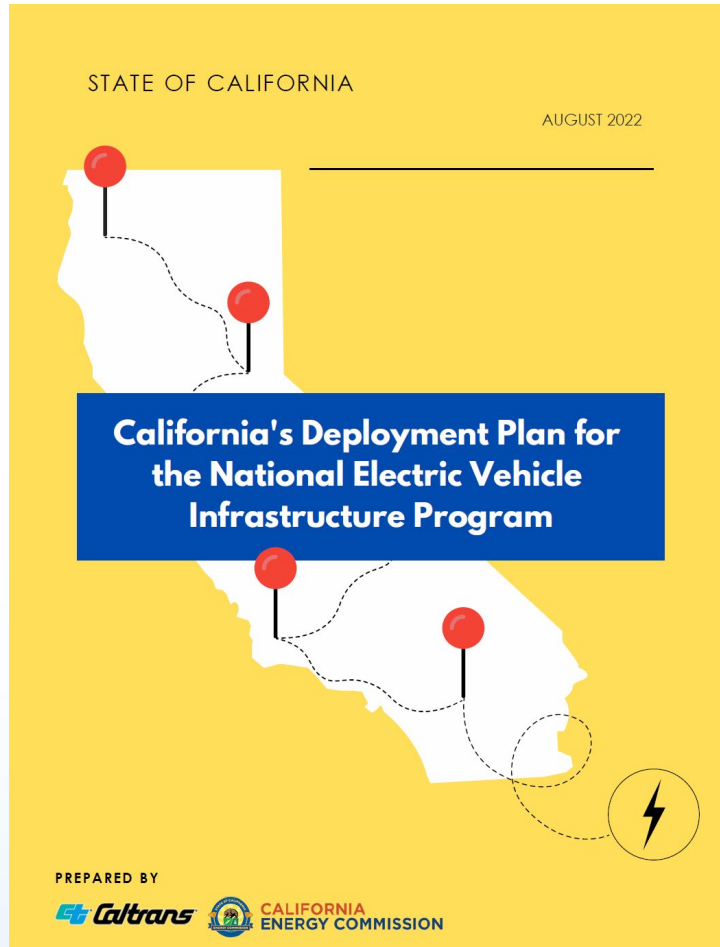 STATE OF CALIFORNIA
AUGUST 2022
California's Deployment Plan for
the National Electric Vehicle
Infrastructure Program
PREPARED BY
Caltrans
CALIFORNIA
ENERGY COMMISSION